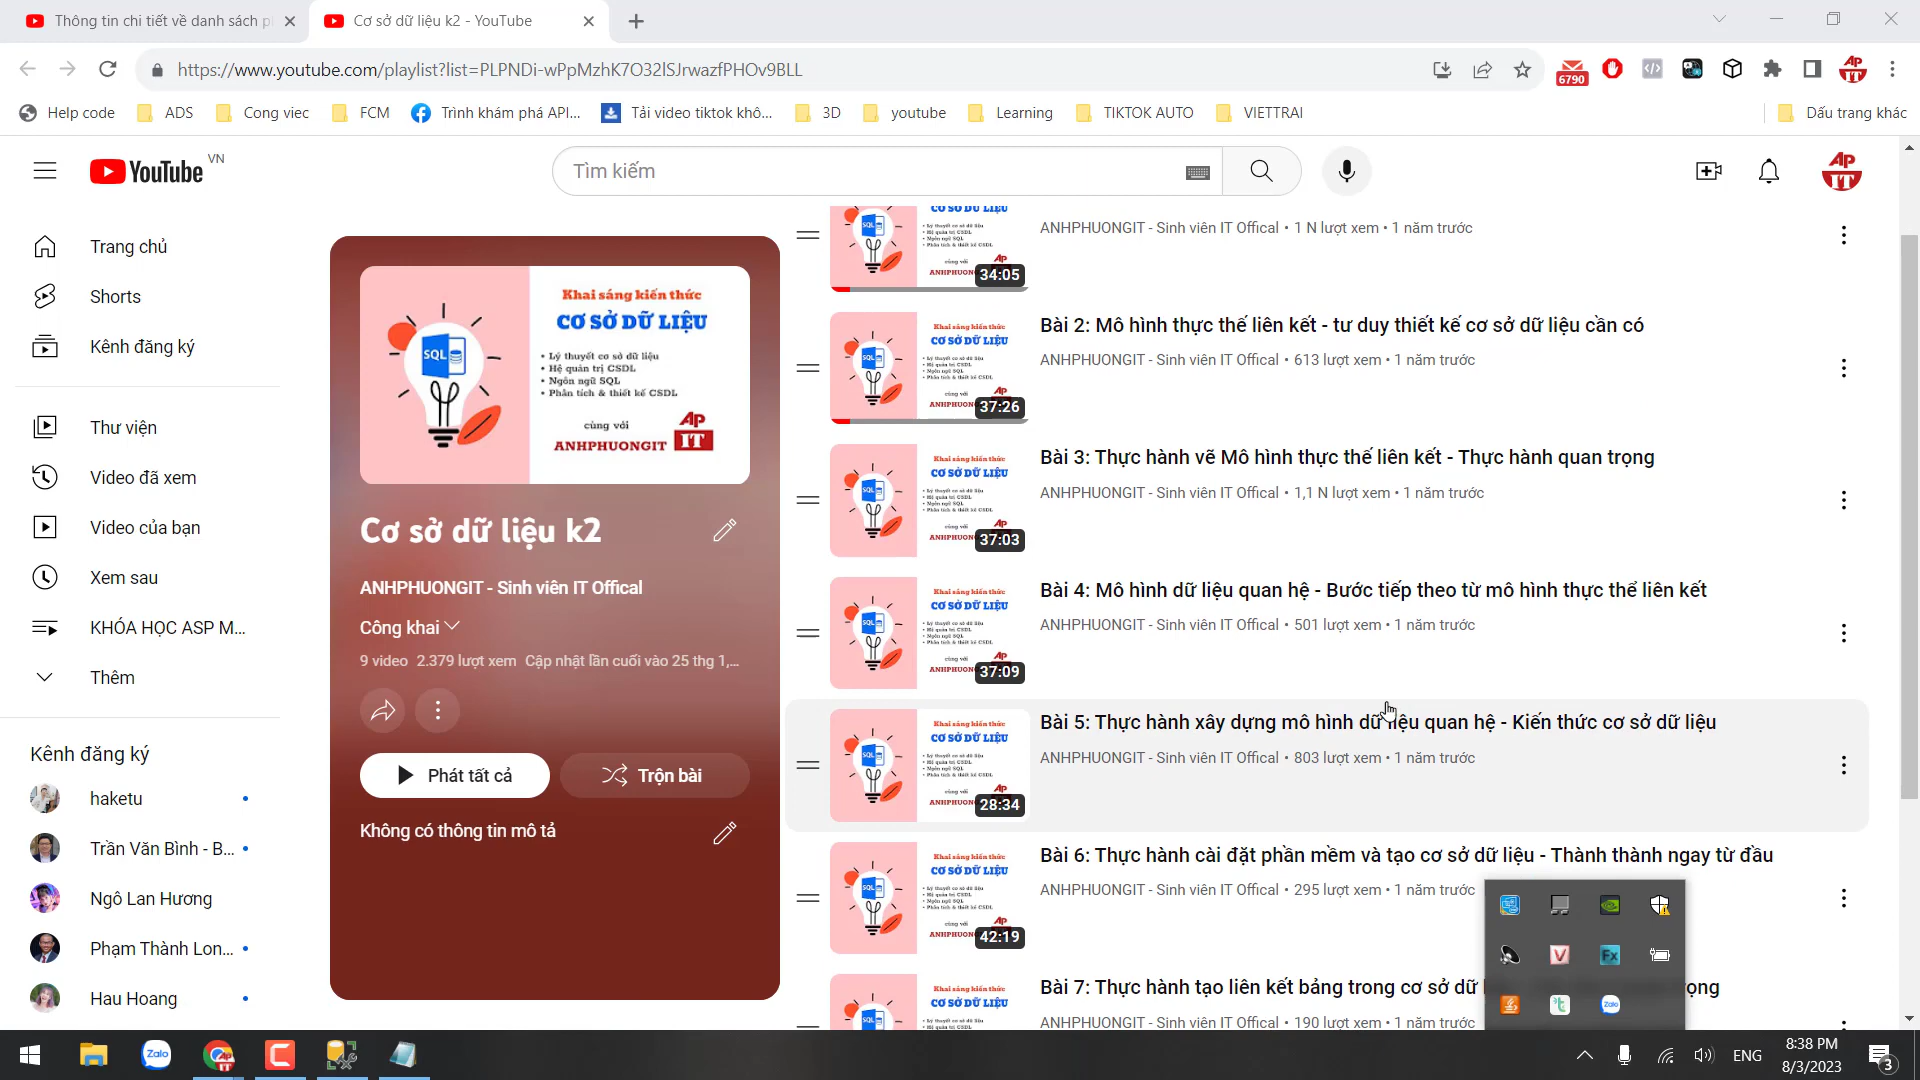 Thông tin chi tiết về danh sách p
Cơ sở dữ liệu k2 - YouTube
https://www.youtube.com/playlist?list=PLPNDi-wPpMzhK7O32lSJrwazfPHOv9BLL
6790
Help code
ADS
Cong viec
FCM
Trình khám phá API...
Tải video tiktok khô...
3D
youtube
Learning
TIKTOK AUTO
VIETTRAI
Dấu trang khác
YouTube
VN
Tìm kiếm
Ap IT
Trang chủ
Shorts
Kênh đăng ký
Thư viện
Video đã xem
Video của bạn
Xem sau
KHÓA HỌC ASP M...
Thêm
Kênh đăng ký
haketu
Trần Văn Bình - B...
Ngô Lan Hương
Phạm Thành Lon...
Hau Hoang
SQL
Khai sáng kiến thức
CƠ SỞ DỮ LIỆU
• Lý thuyết cơ sở dữ liệu
• Hệ quản trị CSDL
• Ngôn ngữ SQL
• Phân tích & thiết kế CSDL
cùng với
ANHPHUONGIT
Ap IT
Cơ sở dữ liệu k2
ANHPHUONGIT - Sinh viên IT Offical
Công khai
9 video 2.379 lượt xem Cập nhật lần cuối vào 25 thg 1,...
Phát tất cả
Trộn bài
Không có thông tin mô tả
34:05
ANHPHUONGIT - Sinh viên IT Offical • 1 N lượt xem • 1 năm trước
37:26
Bài 2: Mô hình thực thế liên kết - tư duy thiết kế cơ sở dữ liệu cần có
ANHPHUONGIT - Sinh viên IT Offical • 613 lượt xem • 1 năm trước
37:03
Bài 3: Thực hành vẽ Mô hình thực thế liên kết - Thực hành quan trọng
ANHPHUONGIT - Sinh viên IT Offical • 1,1 N lượt xem • 1 năm trước
37:09
Bài 4: Mô hình dữ liệu quan hệ - Bước tiếp theo từ mô hình thực thể liên kết
ANHPHUONGIT - Sinh viên IT Offical • 501 lượt xem • 1 năm trước
28:34
Bài 5: Thực hành xây dựng mô hình dữ liệu quan hệ - Kiến thức cơ sở dữ liệu
ANHPHUONGIT - Sinh viên IT Offical • 803 lượt xem • 1 năm trước
42:19
Bài 6: Thực hành cài đặt phần mềm và tạo cơ sở dữ liệu - Thành thành ngay từ đầu
ANHPHUONGIT - Sinh viên IT Offical • 295 lượt xem • 1 năm trước
Bài 7: Thực hành tạo liên kết bảng trong cơ sở dữ
ANHPHUONGIT - Sinh viên IT Offical • 190 lượt xem • 1 năm trước
Zalo
ENG
8:38 PM
8/3/2023
3